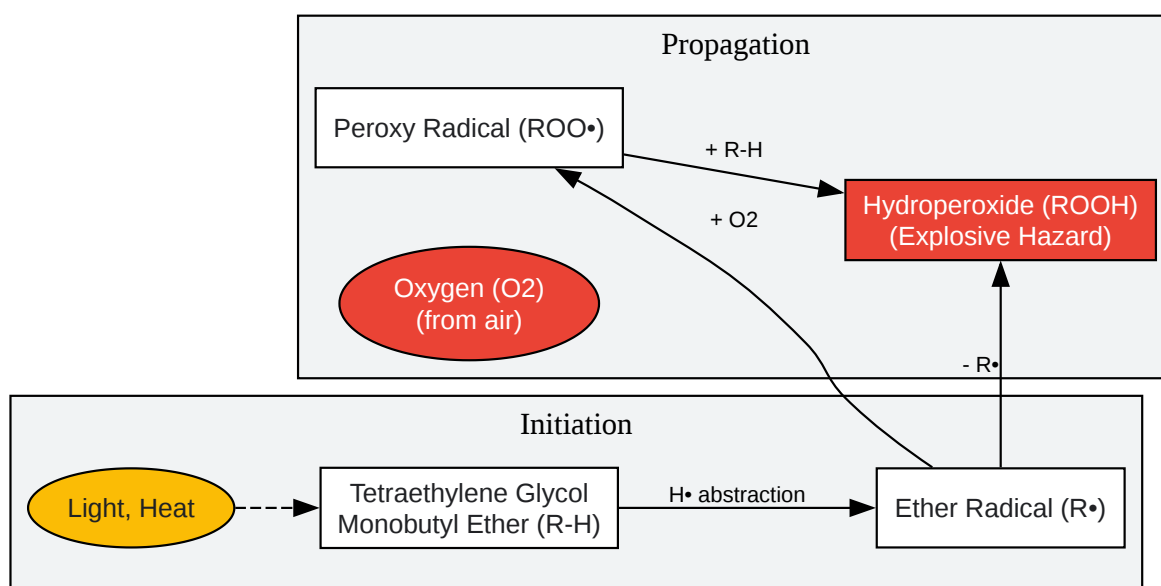 Propagation
Peroxy Radical (ROO•)
+ R-H
Hydroperoxide (ROOH)
(Explosive Hazard)
+ O2
Oxygen (O2)
(from air)
- R•
Initiation
Light, Heat
Tetraethylene Glycol
Monobutyl Ether (R-H)
H• abstraction
Ether Radical (R•)